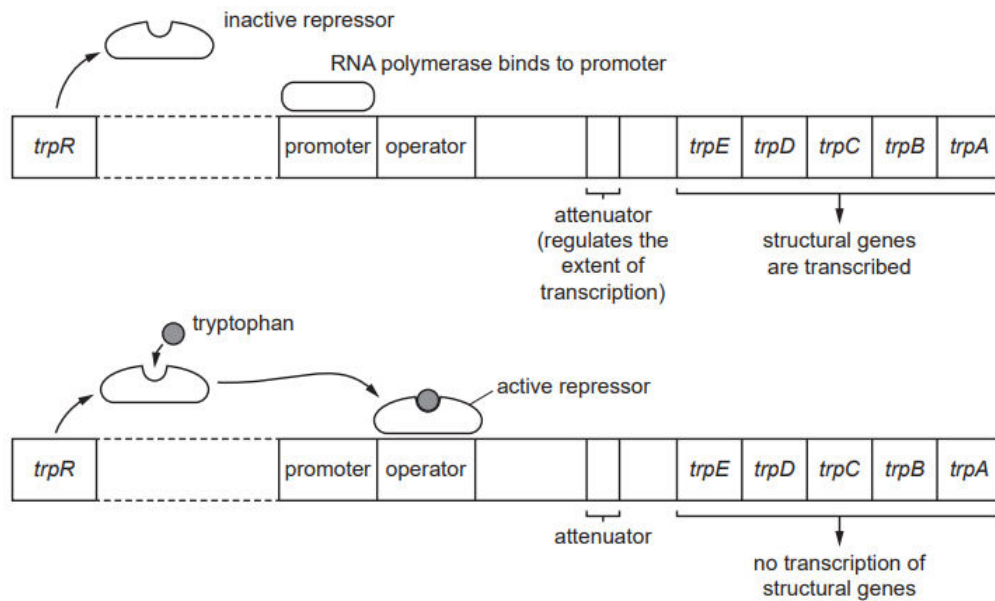 inactive repressor
RNA polymerase binds to promoter
trpR
promoter
operator
trpE
trpD
trpC
trpB
trpA
attenuator
(regulates the
extent of
transcription)
structural genes
are transcribed
tryptophan
active repressor
trpR
promoter
operator
trpE
trpD
trpC
trpB
trpA
attenuator
no transcription of
structural genes